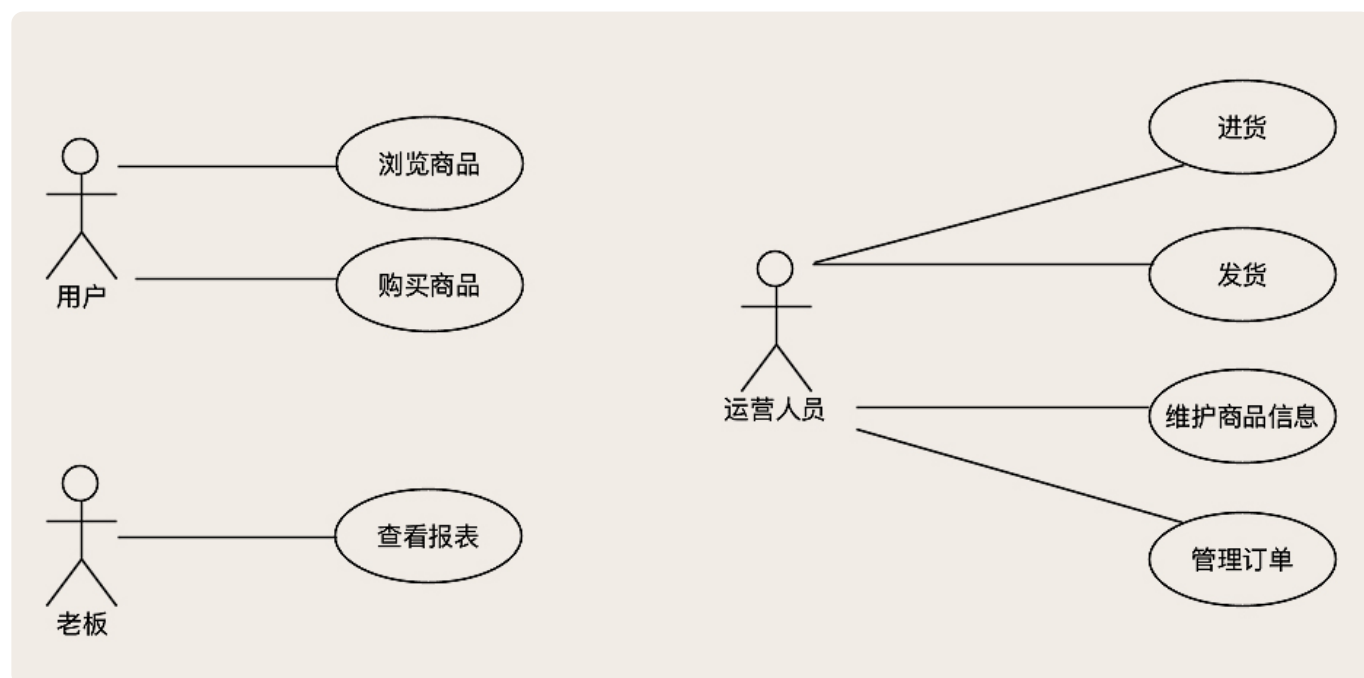 浏览商品
购买商品
用户
查看报表
老板
进货
发货
运营人员
维护商品信息
管理订单